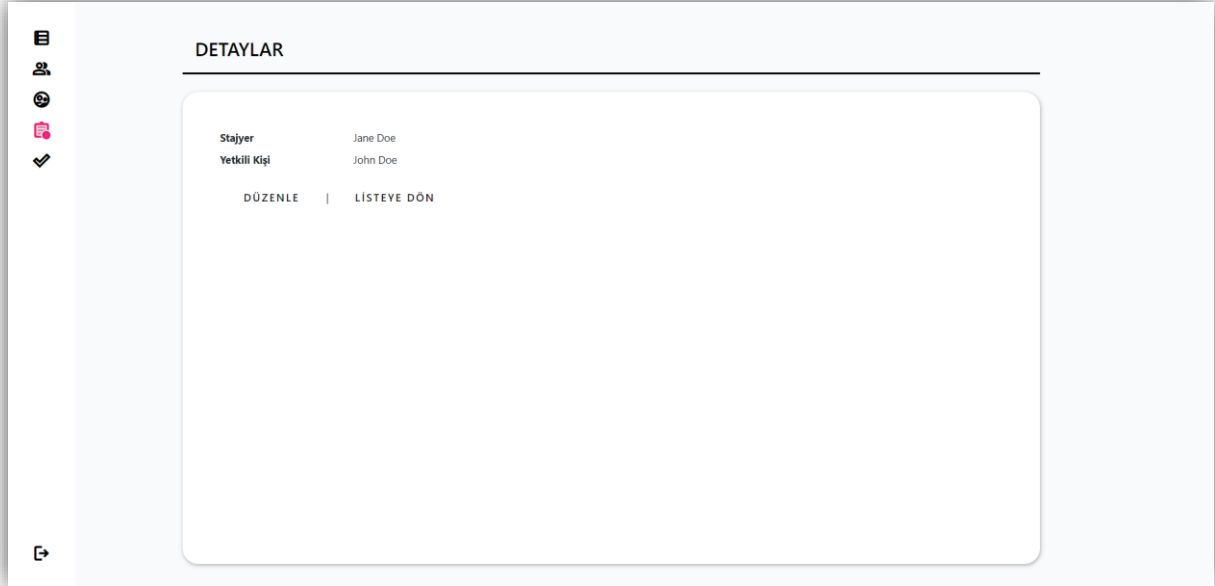 DETAYLAR
Stajyer Jane Doe
Yetkili Kişi John Doe
DÜZENLE | LİSTEYE DÖN